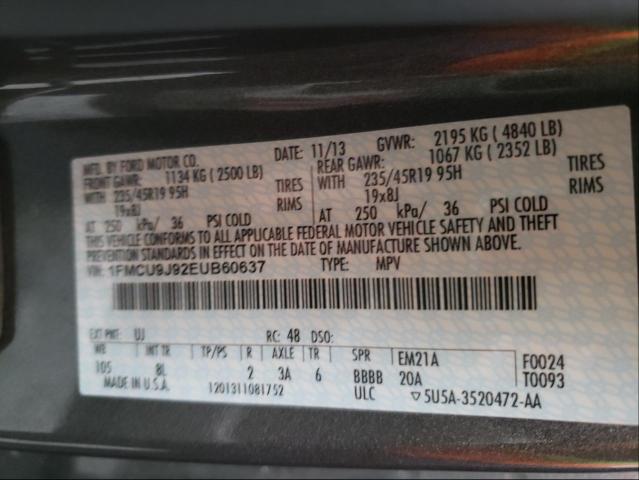 MFD. BY FORD MOTOR CO.
DATE: 11/13 GVWR: 2195 KG ( 4840 LB)
FRONT GAWR: 1134 KG ( 2500 LB) REAR GAWR: 1067 KG ( 2352 LB)
WITH 235/45R19 95H TIRES WITH 235/45R19 95H TIRES
19x8J RIMS 19x8J RIMS
AT 250 kPa/ 36 PSI COLD AT 250 kPa/ 36 PSI COLD
THIS VEHICLE CONFORMS TO ALL APPLICABLE FEDERAL MOTOR VEHICLE SAFETY AND THEFT
PREVENTION STANDARDS IN EFFECT ON THE DATE OF MANUFACTURE SHOWN ABOVE.
VIN: 1FMCU9J92EUB60637 TYPE: MPV
EXT PNT: UJ RC: 48 DSO:
WB INT TR TP/PS R AXLE TR SPR EM21A F0024
105 8L 2 3A 6 BBBB 20A T0093
MADE IN U.S.A. 1201311081752 ULC ▽5U5A-3520472-AA